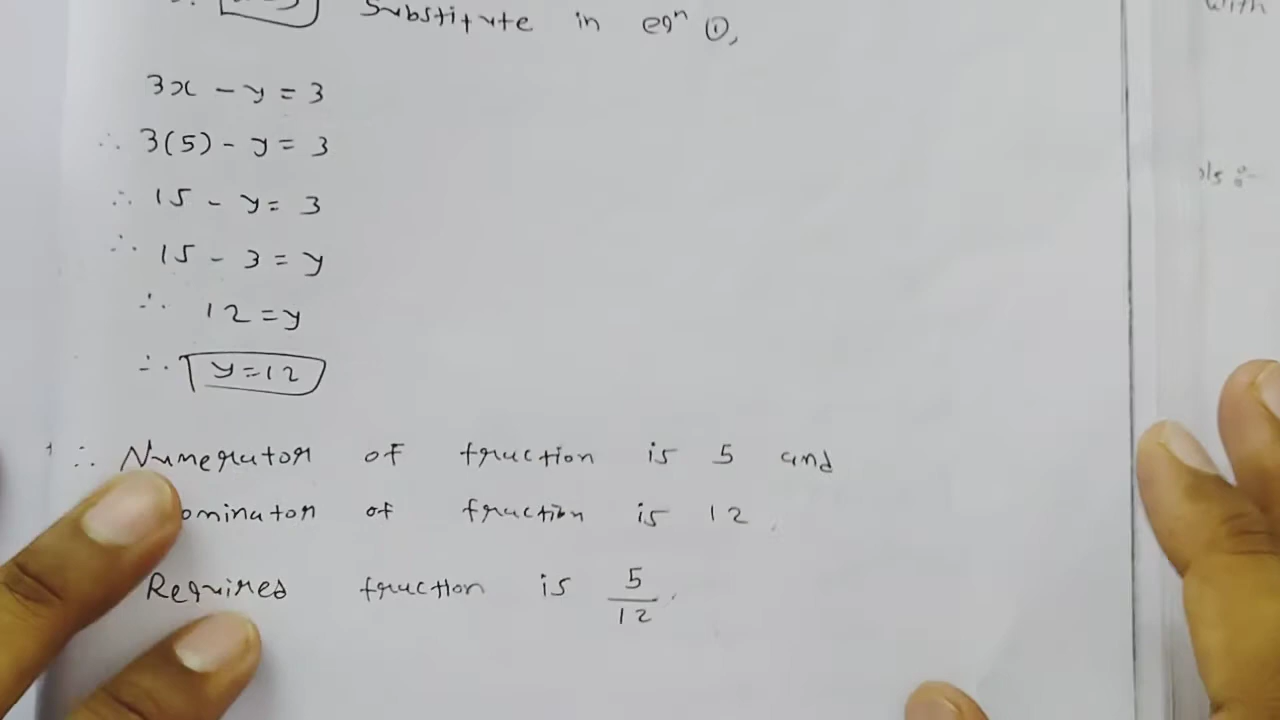 Substitute in eqⁿ ①,
with
3x - y = 3
∴ 3(5) - y = 3
∴ 15 - y = 3
∴ 15 - 3 = y
∴ 12 = y
∴ y = 12
∴ Numerator of fraction is 5 and
ominator of fraction is 12
Required fraction is 5/12.